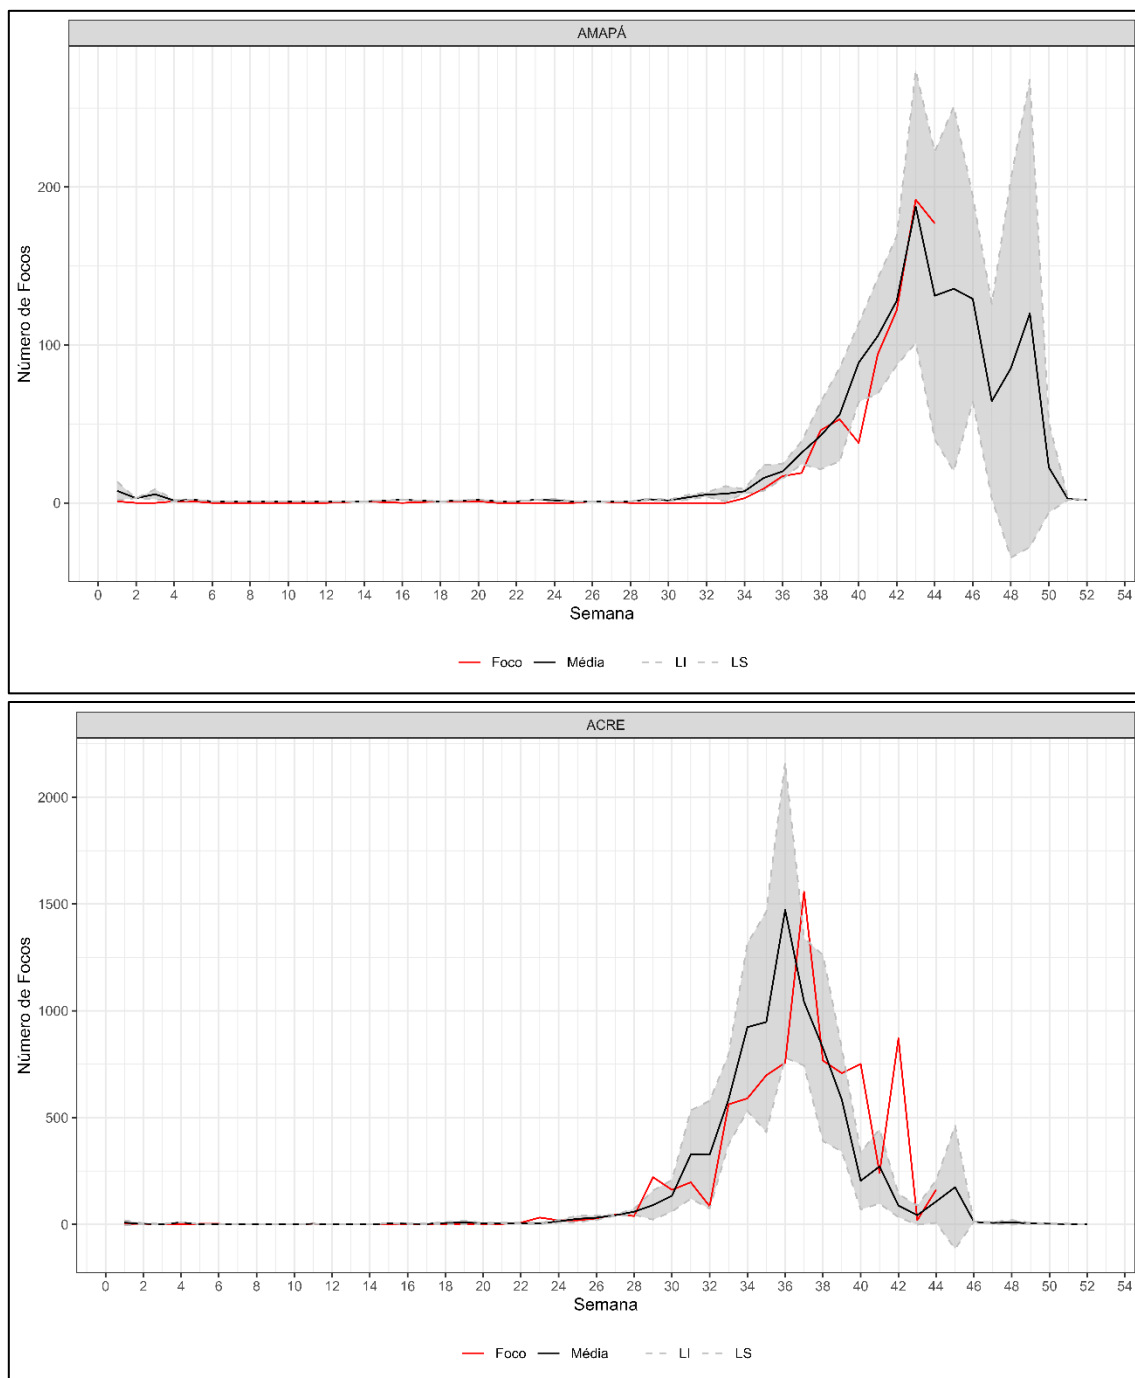 AMAPÁ
Número de Focos
200
100
0
0 2 4 6 8 10 12 14 16 18 20 22 24 26 28 30 32 34 36 38 40 42 44 46 48 50 52 54
Semana
Foco Média LI LS
ACRE
Número de Focos
2000
1500
1000
500
0
0 2 4 6 8 10 12 14 16 18 20 22 24 26 28 30 32 34 36 38 40 42 44 46 48 50 52 54
Semana
Foco Média LI LS